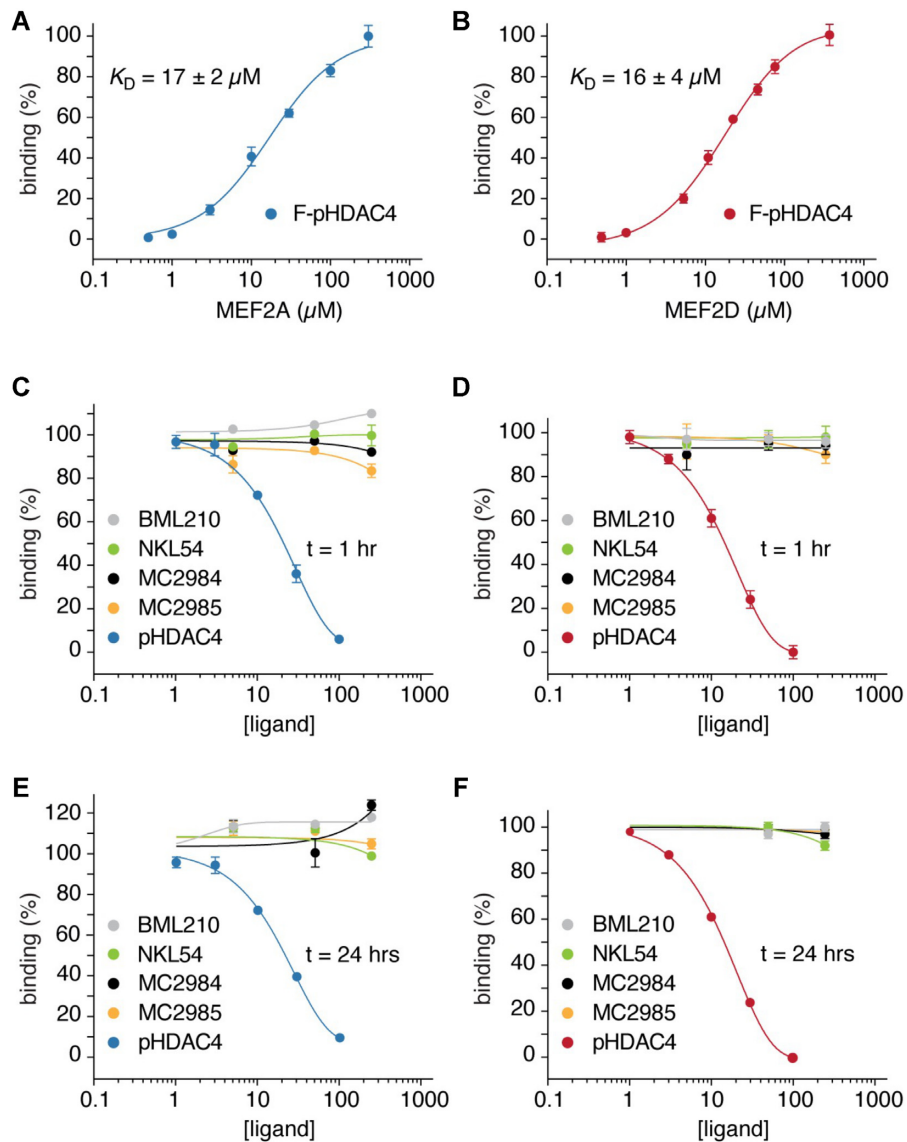 A
binding (%)
100
80
60
40
20
0
K_D = 17 ± 2 µM
F-pHDAC4
0.1 1 10 100 1000
MEF2A (µM)
B
binding (%)
100
80
60
40
20
0
K_D = 16 ± 4 µM
F-pHDAC4
0.1 1 10 100 1000
MEF2D (µM)
C
binding (%)
100
80
60
40
20
0
BML210
NKL54
MC2984
MC2985
pHDAC4
t = 1 hr
0.1 1 10 100 1000
[ligand]
D
binding (%)
100
80
60
40
20
0
BML210
NKL54
MC2984
MC2985
pHDAC4
t = 1 hr
0.1 1 10 100 1000
[ligand]
E
binding (%)
120
100
80
60
40
20
0
BML210
NKL54
MC2984
MC2985
pHDAC4
t = 24 hrs
0.1 1 10 100 1000
[ligand]
F
binding (%)
100
80
60
40
20
0
BML210
NKL54
MC2984
MC2985
pHDAC4
t = 24 hrs
0.1 1 10 100 1000
[ligand]